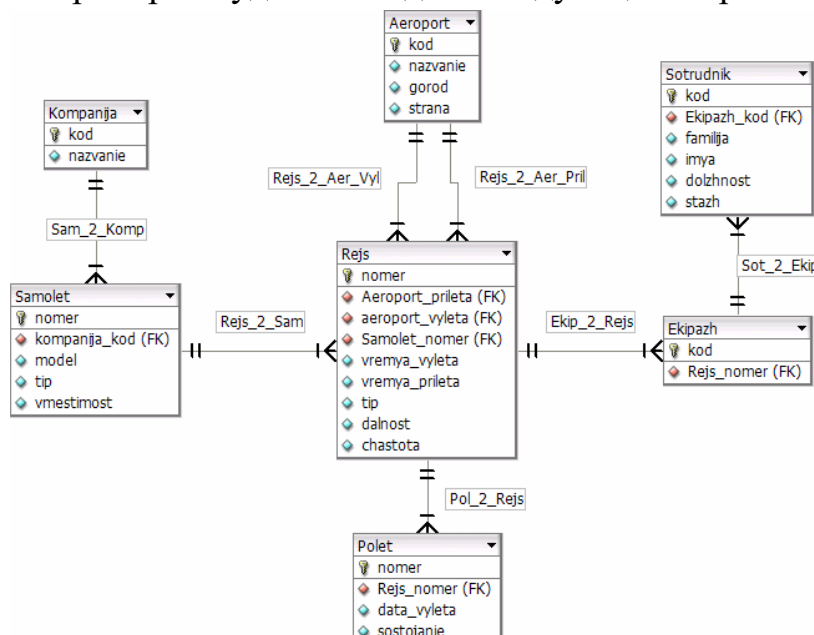 Aeroport
kod
nazvanie
gorod
strana
Sotrudnik
kod
Ekipazh_kod (FK)
familija
imya
dolzhnost
stazh
Kompanija
kod
nazvanie
Rejs_2_Aer_Vyl
Rejs_2_Aer_Pril
Sam_2_Komp
Sot_2_Ekip
Rejs
nomer
Aeroport_prileta (FK)
aeroport_vyleta (FK)
Samolet_nomer (FK)
vremya_vyleta
vremya_prileta
tip
dalnost
chastota
Samolet
nomer
kompanija_kod (FK)
model
tip
vmestimost
Rejs_2_Sam
Ekip_2_Rejs
Ekipazh
kod
Rejs_nomer (FK)
Pol_2_Rejs
Polet
nomer
Rejs_nomer (FK)
data_vyleta
sostojanie